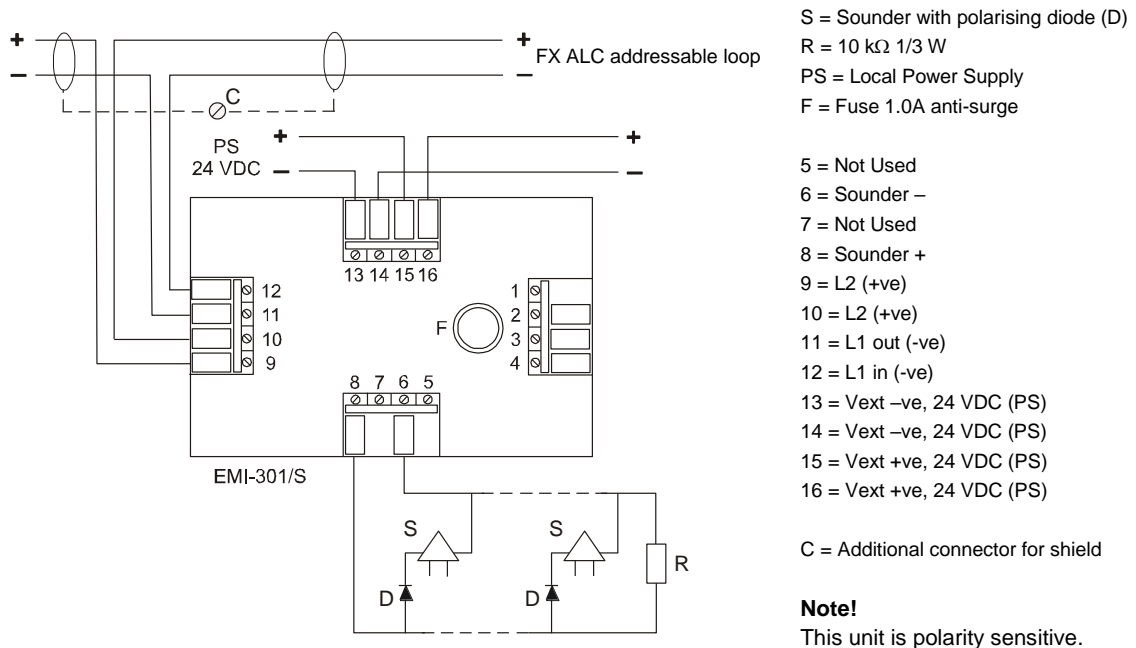 +
+
–
–
FX ALC addressable loop
C
PS
24 VDC
+
–
+
–
13 14 15 16
12
11
10
9
F
1
2
3
4
8 7 6 5
EMI-301/S
S
S
D
D
R
S = Sounder with polarising diode (D)
R = 10 kΩ 1/3 W
PS = Local Power Supply
F = Fuse 1.0A anti-surge
5 = Not Used
6 = Sounder –
7 = Not Used
8 = Sounder +
9 = L2 (+ve)
10 = L2 (+ve)
11 = L1 out (-ve)
12 = L1 in (-ve)
13 = Vext –ve, 24 VDC (PS)
14 = Vext –ve, 24 VDC (PS)
15 = Vext +ve, 24 VDC (PS)
16 = Vext +ve, 24 VDC (PS)
C = Additional connector for shield
Note!
This unit is polarity sensitive.